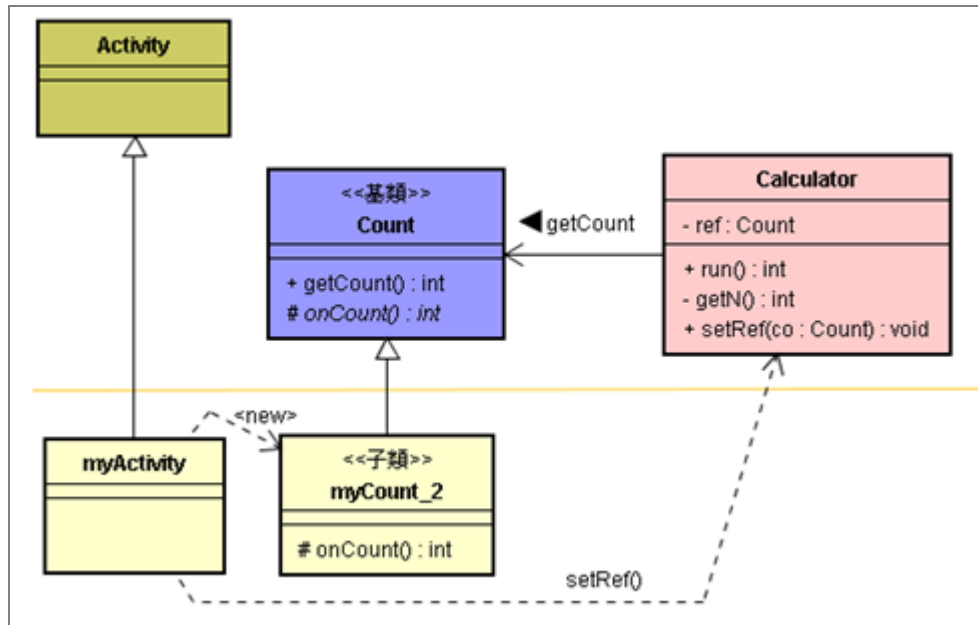 Activity
<<基類>>
Count
+ getCount() : int
# onCount() : int
◀ getCount
Calculator
- ref : Count
+ run() : int
- getN() : int
+ setRef(co : Count) : void
myActivity
<new>
<<子類>>
myCount_2
# onCount() : int
setRef()